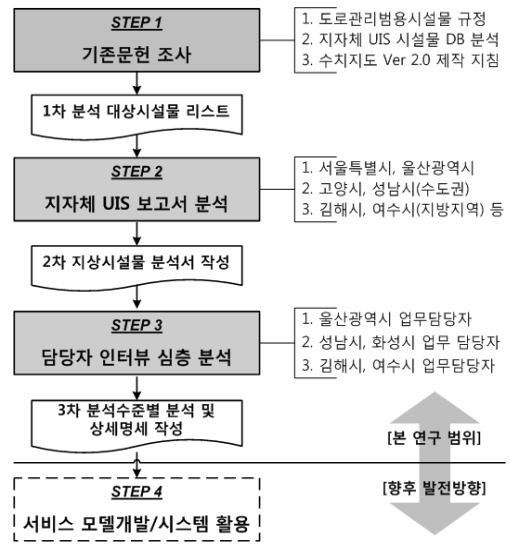 STEP 1
기존문헌 조사
1. 도로관리범용시설물 규정
2. 지자체 UIS 시설물 DB 분석
3. 수치지도 Ver 2.0 제작 지침
1차 분석 대상시설물 리스트
STEP 2
지자체 UIS 보고서 분석
1. 서울특별시, 울산광역시
2. 고양시, 성남시(수도권)
3. 김해시, 여수시(지방지역) 등
2차 지상시설물 분석서 작성
STEP 3
담당자 인터뷰 심층 분석
1. 울산광역시 업무담당자
2. 성남시, 화성시 업무 담당자
3. 김해시, 여수시 업무담당자
3차 분석수준별 분석 및
상세명세 작성
[본 연구 범위]
[향후 발전방향]
STEP 4
서비스 모델개발/시스템 활용